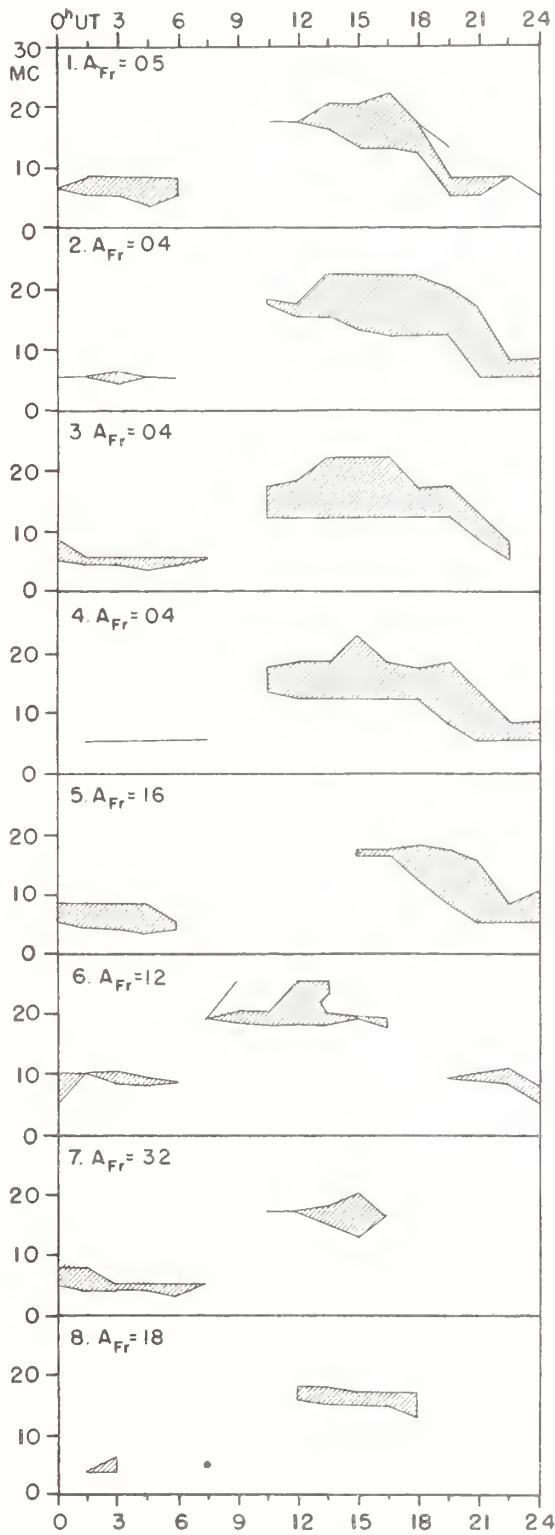 0ʰ UT 3 6 9 12 15 18 21 24
30
MC
1. A_Fr = 05
20
10
0
2. A_Fr = 04
20
10
0
3 A_Fr = 04
20
10
0
4. A_Fr = 04
20
10
0
5. A_Fr = 16
20
10
0
6. A_Fr = 12
20
10
0
7. A_Fr = 32
20
10
0
8. A_Fr = 18
20
10
0
0 3 6 9 12 15 18 21 24